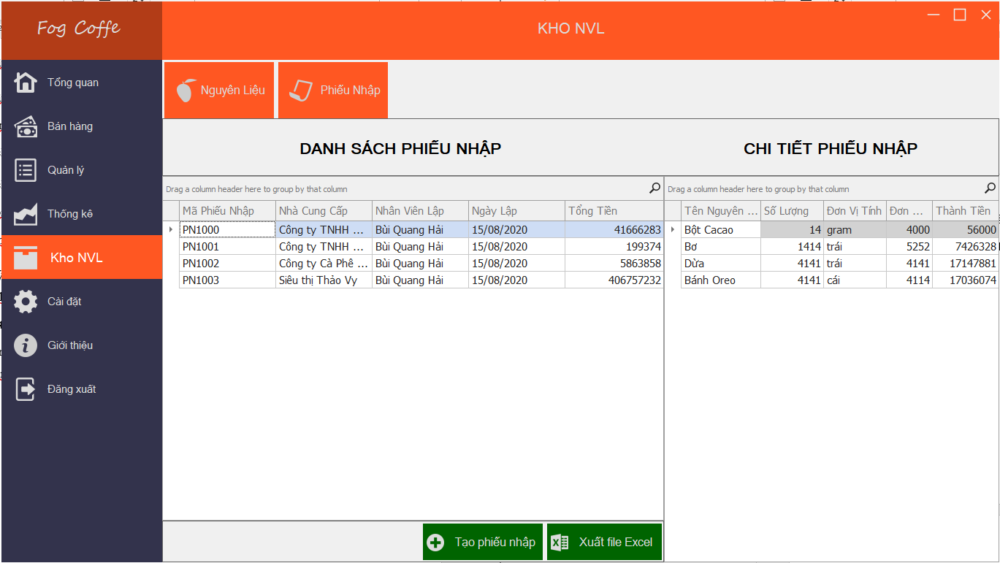 Fog Coffe
KHO NVL
Tổng quan
Bán hàng
Quản lý
Thống kê
Kho NVL
Cài đặt
Giới thiệu
Đăng xuất
Nguyên Liệu
Phiếu Nhập
DANH SÁCH PHIẾU NHẬP
Drag a column header here to group by that column
Mã Phiếu Nhập Nhà Cung Cấp Nhân Viên Lập Ngày Lập Tổng Tiền
PN1000 Công ty TNHH ... Bùi Quang Hải 15/08/2020 41666283
PN1001 Công ty TNHH ... Bùi Quang Hải 15/08/2020 199374
PN1002 Công ty Cà Phê ... Bùi Quang Hải 15/08/2020 5863858
PN1003 Siêu thị Thảo Vy Bùi Quang Hải 15/08/2020 406757232
Tạo phiếu nhập
Xuất file Excel
CHI TIẾT PHIẾU NHẬP
Drag a column header here to group by that column
Tên Nguyên ... Số Lượng Đơn Vị Tính Đơn ... Thành Tiền
Bột Cacao 14 gram 4000 56000
Bơ 1414 trái 5252 7426328
Dừa 4141 trái 4141 17147881
Bánh Oreo 4141 cái 4114 17036074